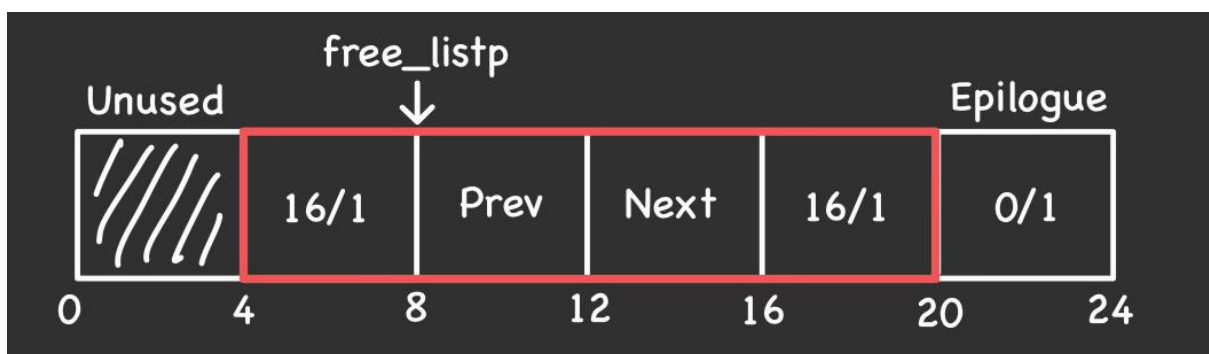 free_listp
Unused
Epilogue
16/1 Prev Next 16/1 0/1
0 4 8 12 16 20 24